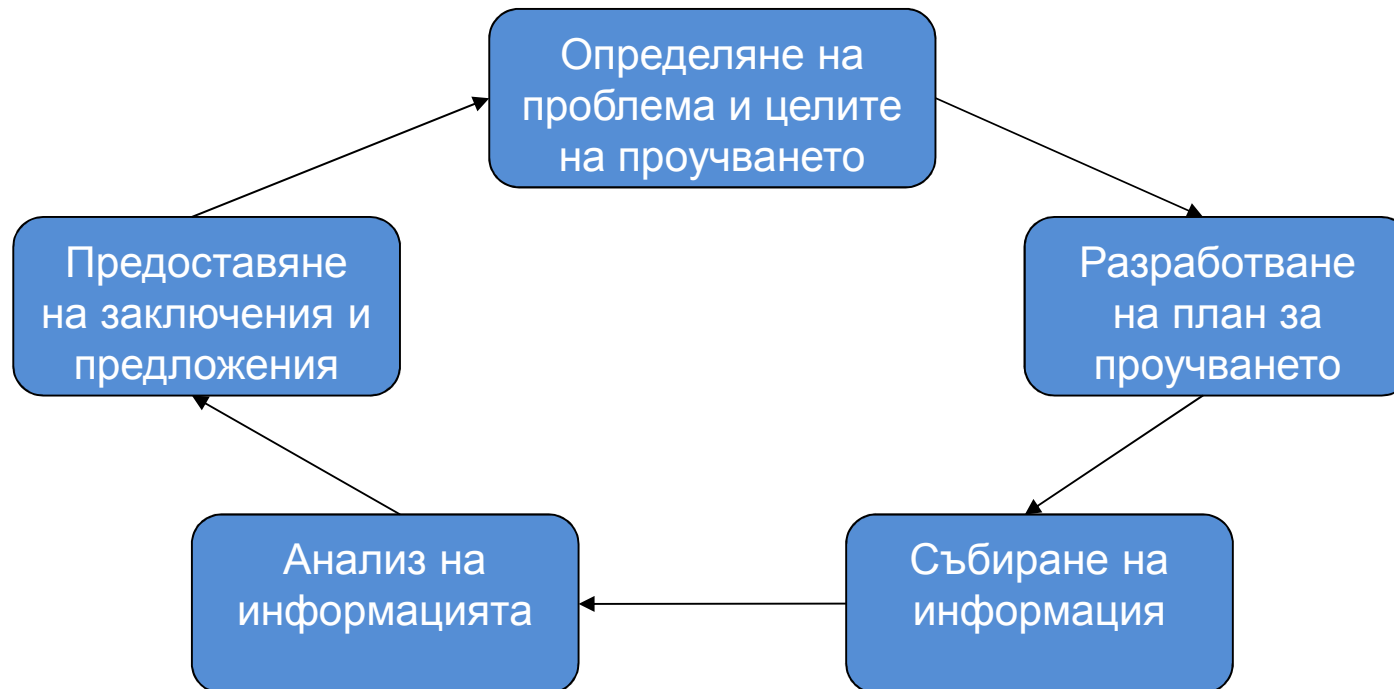 Определяне на
проблема и целите
на проучването
Разработване
на план за
проучването
Събиране на
информация
Анализ на
информацията
Предоставяне
на заключения и
предложения